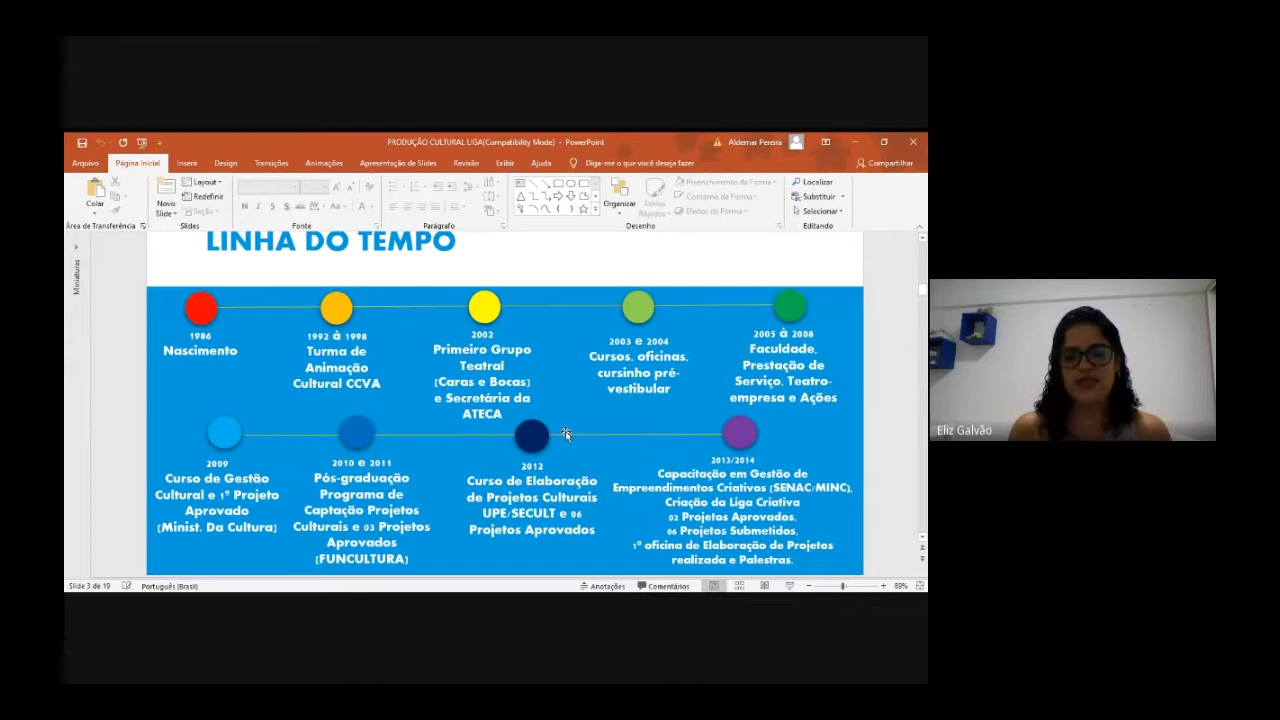 PRODUÇÃO CULTURAL LIGA(Compatibility Mode) - PowerPoint
Aldemar Pereira
Arquivo
Página Inicial
Inserir
Design
Transições
Animações
Apresentação de Slides
Revisão
Exibir
Ajuda
Diga-me o que você deseja fazer
Compartilhar
Colar
Novo
Slide
Layout
Redefinir
Seção
N I S
Aa
A
Organizar
Estilos
Rápidos
Preenchimento da Forma
Contorno da Forma
Efeitos de Forma
Localizar
Substituir
Selecionar
Área de Transferência
Slides
Fonte
Parágrafo
Desenho
Editando
Miniaturas
LINHA DO TEMPO
1986
Nascimento
1992 à 1998
Turma de
Animação
Cultural CCVA
2002
Primeiro Grupo
Teatral
(Caras e Bocas)
e Secretária da
ATECA
2003 e 2004
Cursos, oficinas,
cursinho pré-
vestibular
2005 à 2008
Faculdade,
Prestação de
Serviço, Teatro-
empresa e Ações
2009
Curso de Gestão
Cultural e 1º Projeto
Aprovado
(Minist. Da Cultura)
2010 e 2011
Pós-graduação
Programa de
Captação Projetos
Culturais e 03 Projetos
Aprovados
(FUNCULTURA)
2012
Curso de Elaboração
de Projetos Culturais
UPE/SECULT e 06
Projetos Aprovados
2013/2014
Capacitação em Gestão de
Empreendimentos Criativos (SENAC/MINC),
Criação da Liga Criativa
02 Projetos Aprovados,
06 Projetos Submetidos,
1º oficina de Elaboração de Projetos
realizada e Palestras.
Slide 3 de 19
Português (Brasil)
Anotações
Comentários
89%
Eliz Galvão